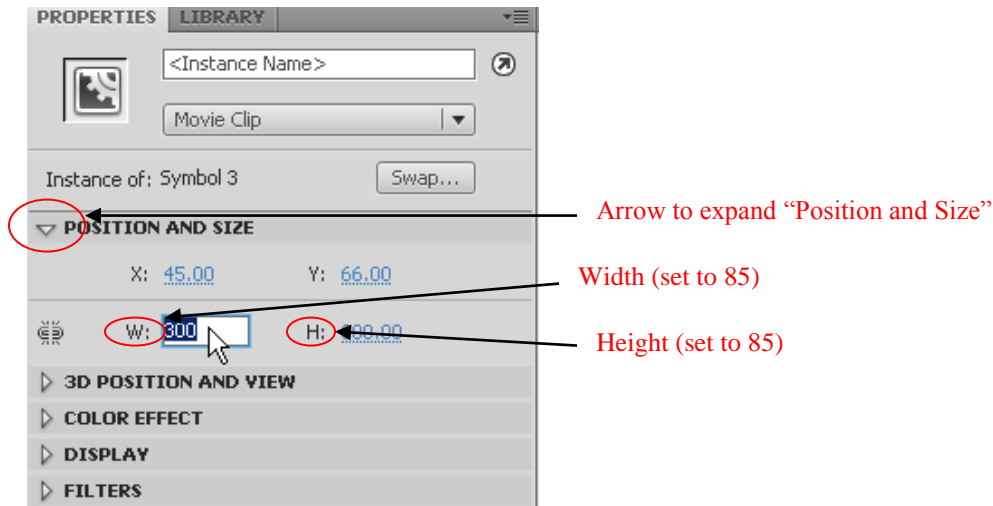 PROPERTIES LIBRARY
<Instance Name>
Movie Clip
Instance of: Symbol 3 Swap...
Arrow to expand “Position and Size”
POSITION AND SIZE
X: 45.00 Y: 66.00
Width (set to 85)
W: 300 H:
Height (set to 85)
3D POSITION AND VIEW
COLOR EFFECT
DISPLAY
FILTERS